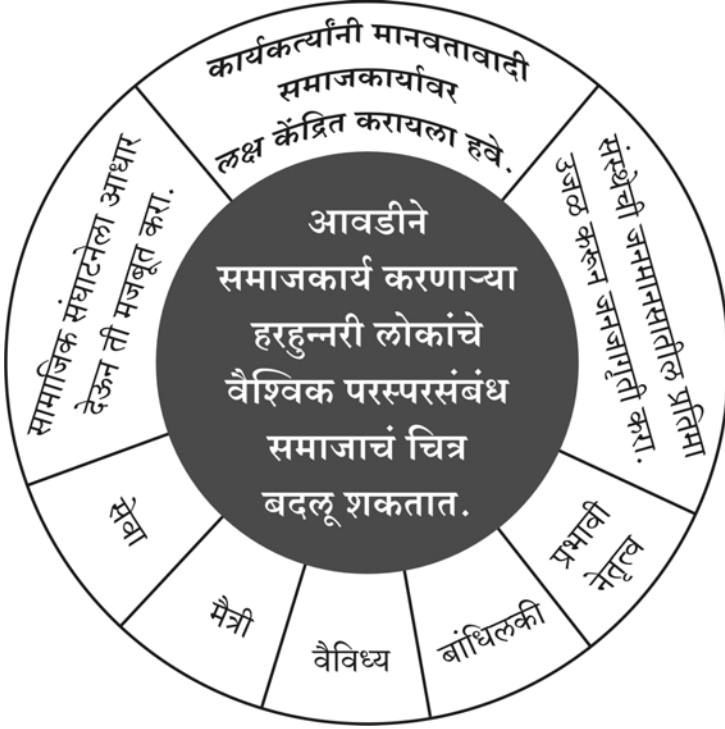 कार्यकर्त्यांनी मानवतावादी
समाजकार्यावर
लक्ष केंद्रित करायला हवे.
संस्थेची जनमानसातील प्रतिमा
उजळ करून जनजागृती करा.
प्रभावी
नेतृत्व
बांधिलकी
वैविध्य
मैत्री
सेवा
सामाजिक संघाटनेला आधार
देऊन ती मजबूत करा.
आवडीने
समाजकार्य करणाऱ्या
हरहुन्नरी लोकांचे
वैश्विक परस्परसंबंध
समाजाचं चित्र
बदलू शकतात.